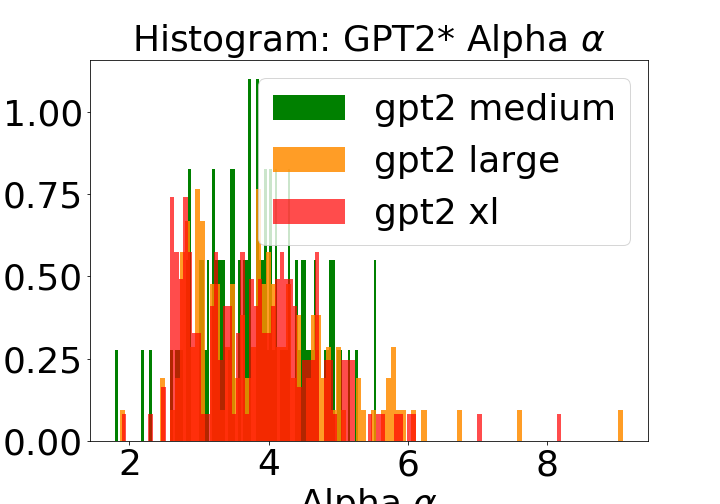 Histogram: GPT2* Alpha α
1.00
0.75
0.50
0.25
0.00
gpt2 medium
gpt2 large
gpt2 xl
2 4 6 8
Alpha α